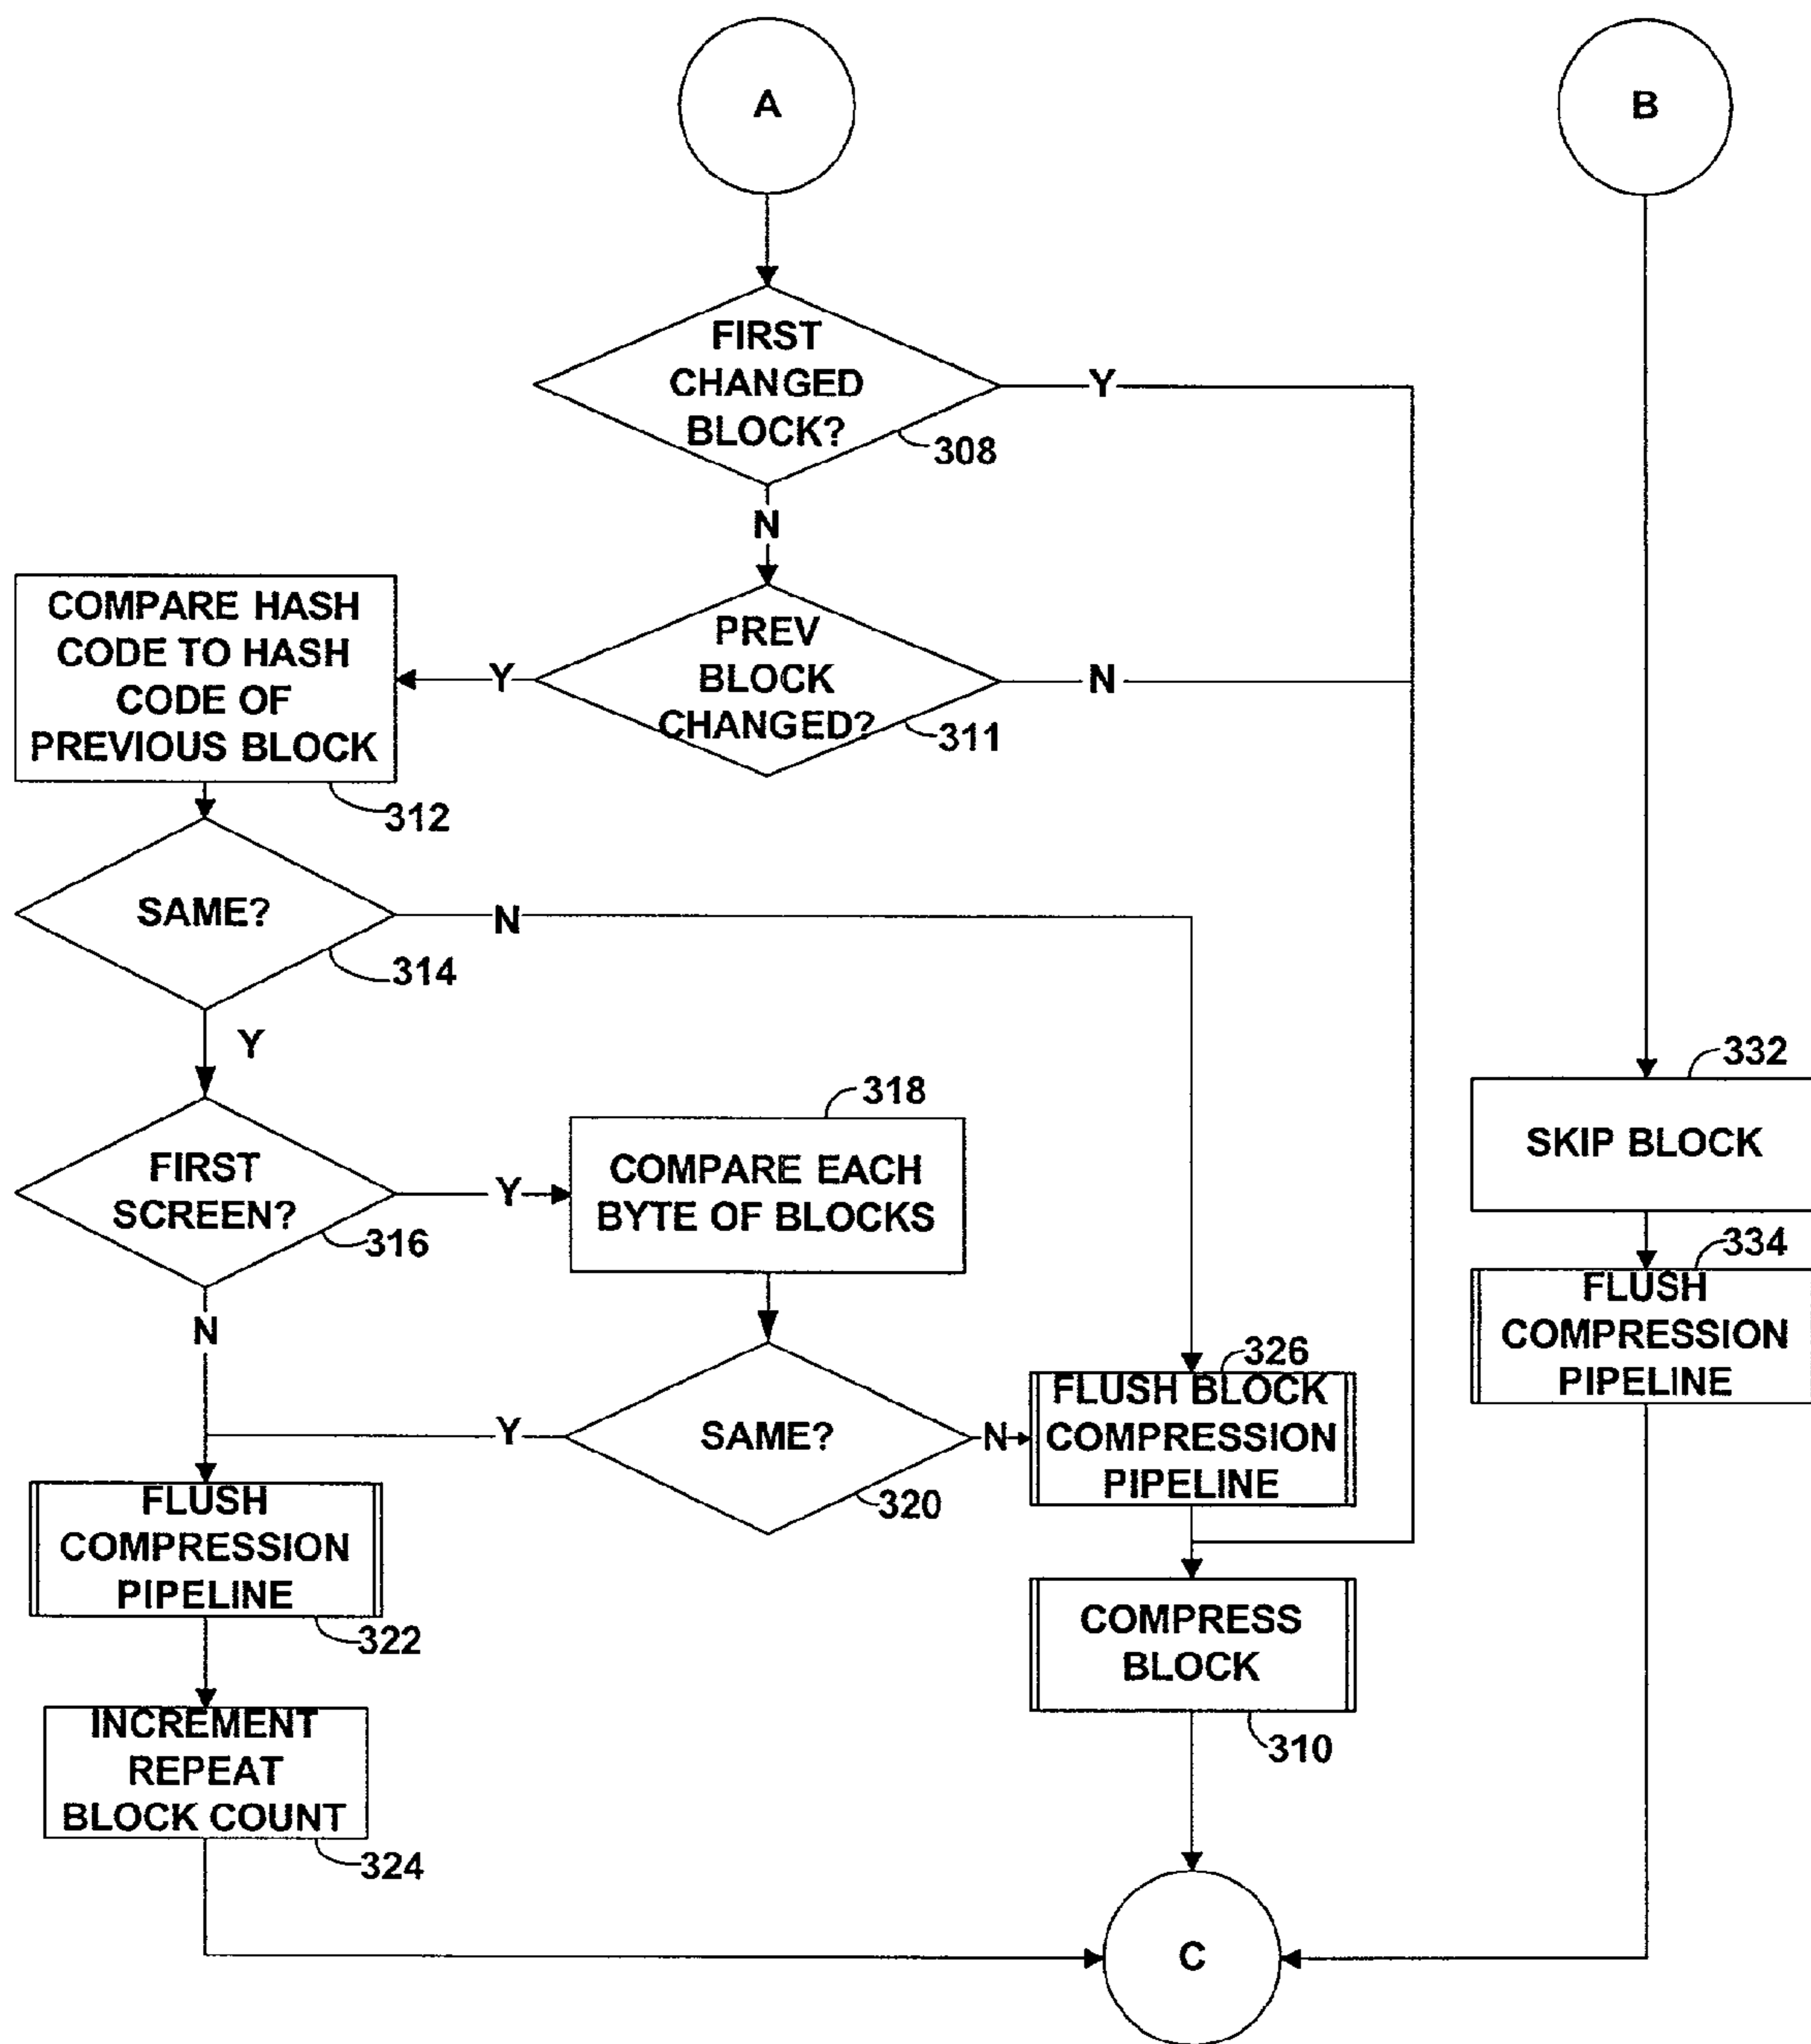 A
B
FIRST
CHANGED
BLOCK?
Y
308
N
COMPARE HASH
CODE TO HASH
CODE OF
PREVIOUS BLOCK
312
Y
PREV
BLOCK
CHANGED?
311
N
SAME?
314
N
Y
FIRST
SCREEN?
316
Y
318
COMPARE EACH
BYTE OF BLOCKS
332
SKIP BLOCK
334
FLUSH
COMPRESSION
PIPELINE
N
Y
SAME?
320
N
326
FLUSH BLOCK
COMPRESSION
PIPELINE
FLUSH
COMPRESSION
PIPELINE
322
COMPRESS
BLOCK
310
INCREMENT
REPEAT
BLOCK COUNT
324
C